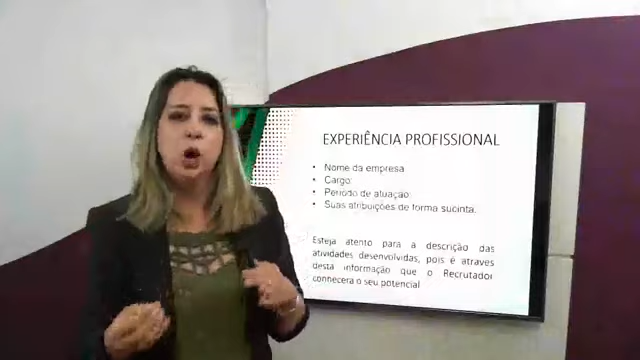 EXPERIÊNCIA PROFISSIONAL
• Nome da empresa
• Cargo:
• Período de atuação:
• Suas atribuições de forma sucinta.
Esteja atento para a descrição das
atividades desenvolvidas, pois é através
desta informação que o Recrutador
conhecera o seu potencial